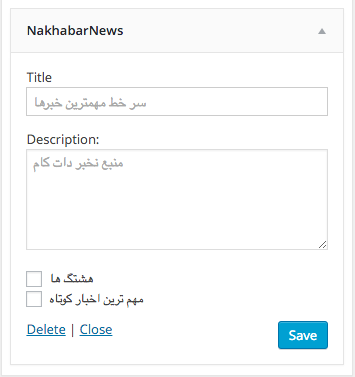 NakhabarNews
Title
سر خط مهمترین خبرها
Description:
منبع نخبر دات کام
هشتگ ها
مهم ترین اخبار کوتاه
Delete | Close
Save